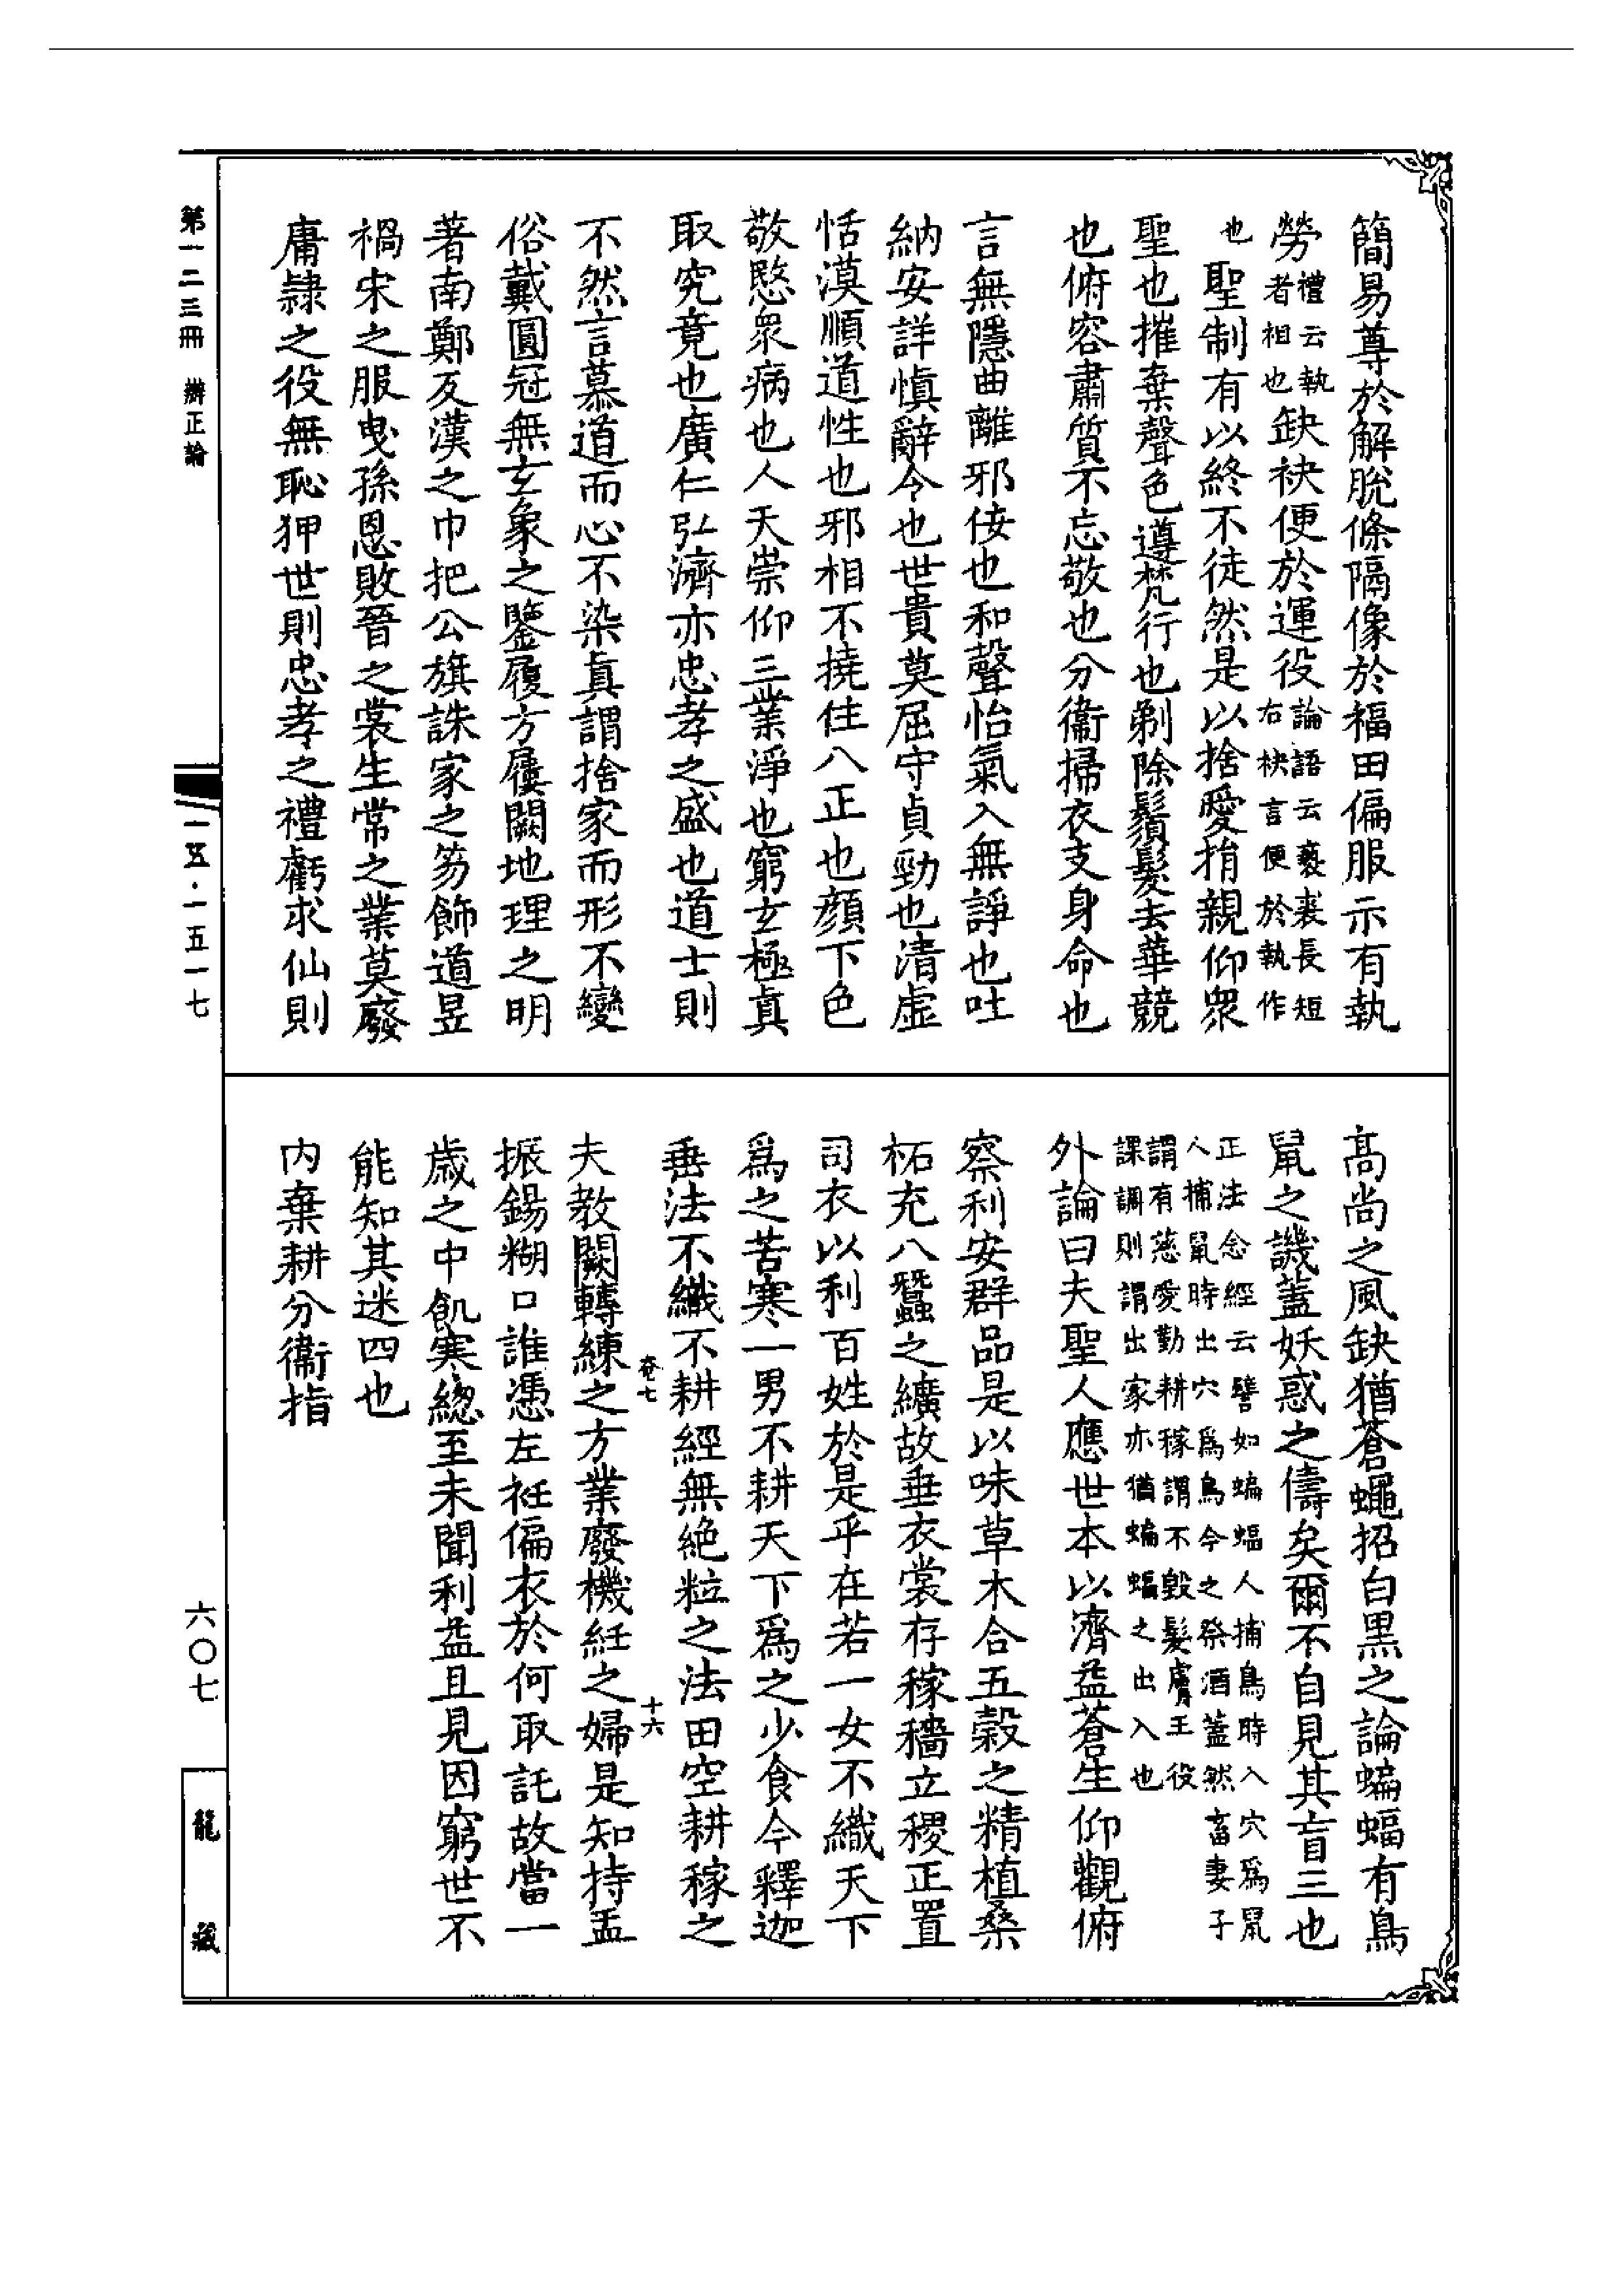 簡易尊於解脫條隔像於福田偏服示有執
勞禮云執者相也缺袂便於運役論語云褻裘長短右袂言便於執作
也聖制有以終不徒然是以捨愛捐親仰衆
聖也摧棄聲色遵梵行也剃除鬚髮去華競
也俯容肅質不忘敬也分衞掃衣支身命也
言無隱曲離邪佞也和聲怡氣入無諍也吐
納安詳愼辭令也世貴莫屈守貞勁也清虛
恬漠順道性也邪相不撓住八正也顏下色
敬愍衆病也人天崇仰三業淨也窮玄極真
取究竟也廣仁弘濟亦忠孝之盛也道士則
不然言慕道而心不染真謂捨家而形不變
俗戴圓冠無玄象之鑒履方屨闕地理之明
著南鄭反漢之巾把公旗誅家之笏飾道昱
禍宋之服曳孫恩敗晉之裳生常之業莫廢
庸隷之役無恥狎世則忠孝之禮虧求仙則
高尚之風缺猶蒼蠅招白黒之論蝙蝠有鳥
鼠之譏蓋妖惑之儔矣爾不自見其盲三也
正法念經云譬如蝙蝠人捕鳥時入穴爲鼠
人捕鼠時出穴爲鳥今之祭酒蓋然畜妻子
謂有慈愛勤耕稼謂不毀髮膚王役
課調則謂出家亦猶蝙蝠之出入也
外論曰夫聖人應世本以濟益蒼生仰觀俯
察利安群品是以味草木合五榖之精植桑
柘充八蠶之纊故垂衣裳存稼穡立稷正置
司衣以利百姓於是乎在若一女不織天下
爲之苦寒一男不耕天下爲之少食今釋迦
垂法不織不耕經無絶粒之法田空耕稼之
夫教闕轉練之方業廢機紝之婦是知持盂
振錫糊口誰憑左衽偏衣於何取託故當一
歲之中飢寒總至未聞利益且見困窮世不
能知其迷四也
内棄耕分衞指
卷七
十六
第一二三冊 辯正論
一五·一五一七
六〇七
龍藏